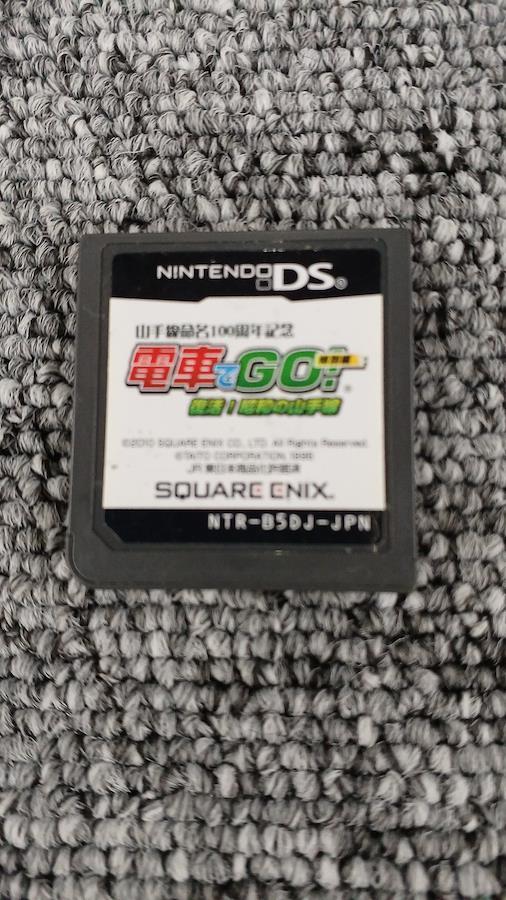 NINTENDO DS®
山手線命名100周年記念
電車でGO! 特別編
復活!昭和の山手線
©2010 SQUARE ENIX CO., LTD. All Rights Reserved.
©TAITO CORPORATION 1996
JR東日本商品化許諾済
SQUARE ENIX.
NTR-B5DJ-JPN